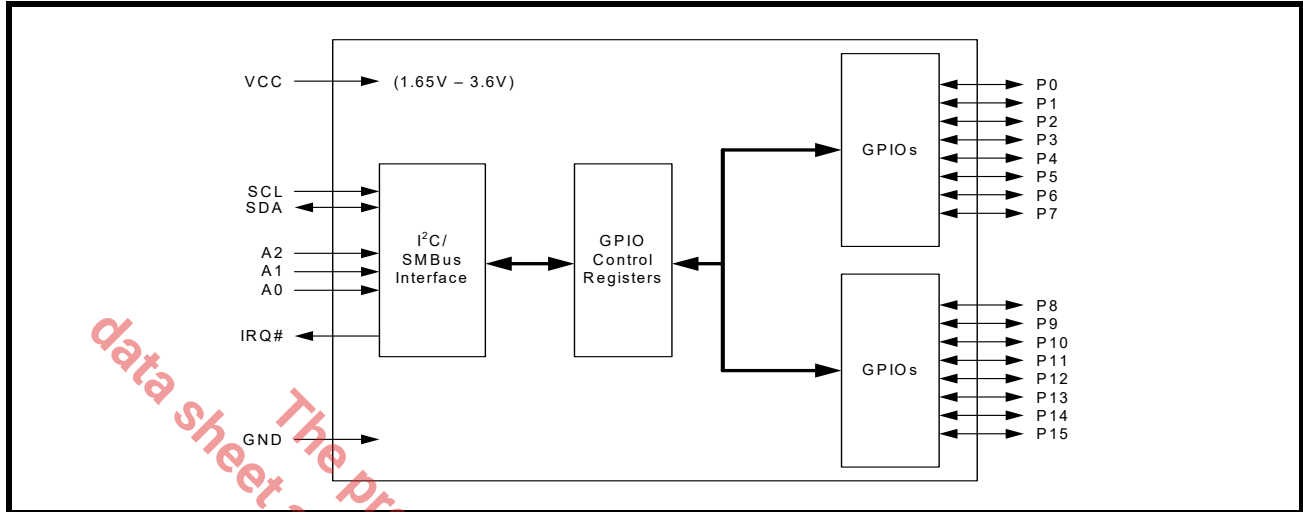 VCC
(1.65V – 3.6V)
SCL
SDA
A2
A1
A0
IRQ#
GND
I²C/
SMBus
Interface
GPIO
Control
Registers
GPIOs
P0
P1
P2
P3
P4
P5
P6
P7
GPIOs
P8
P9
P10
P11
P12
P13
P14
P15
The
data sheet